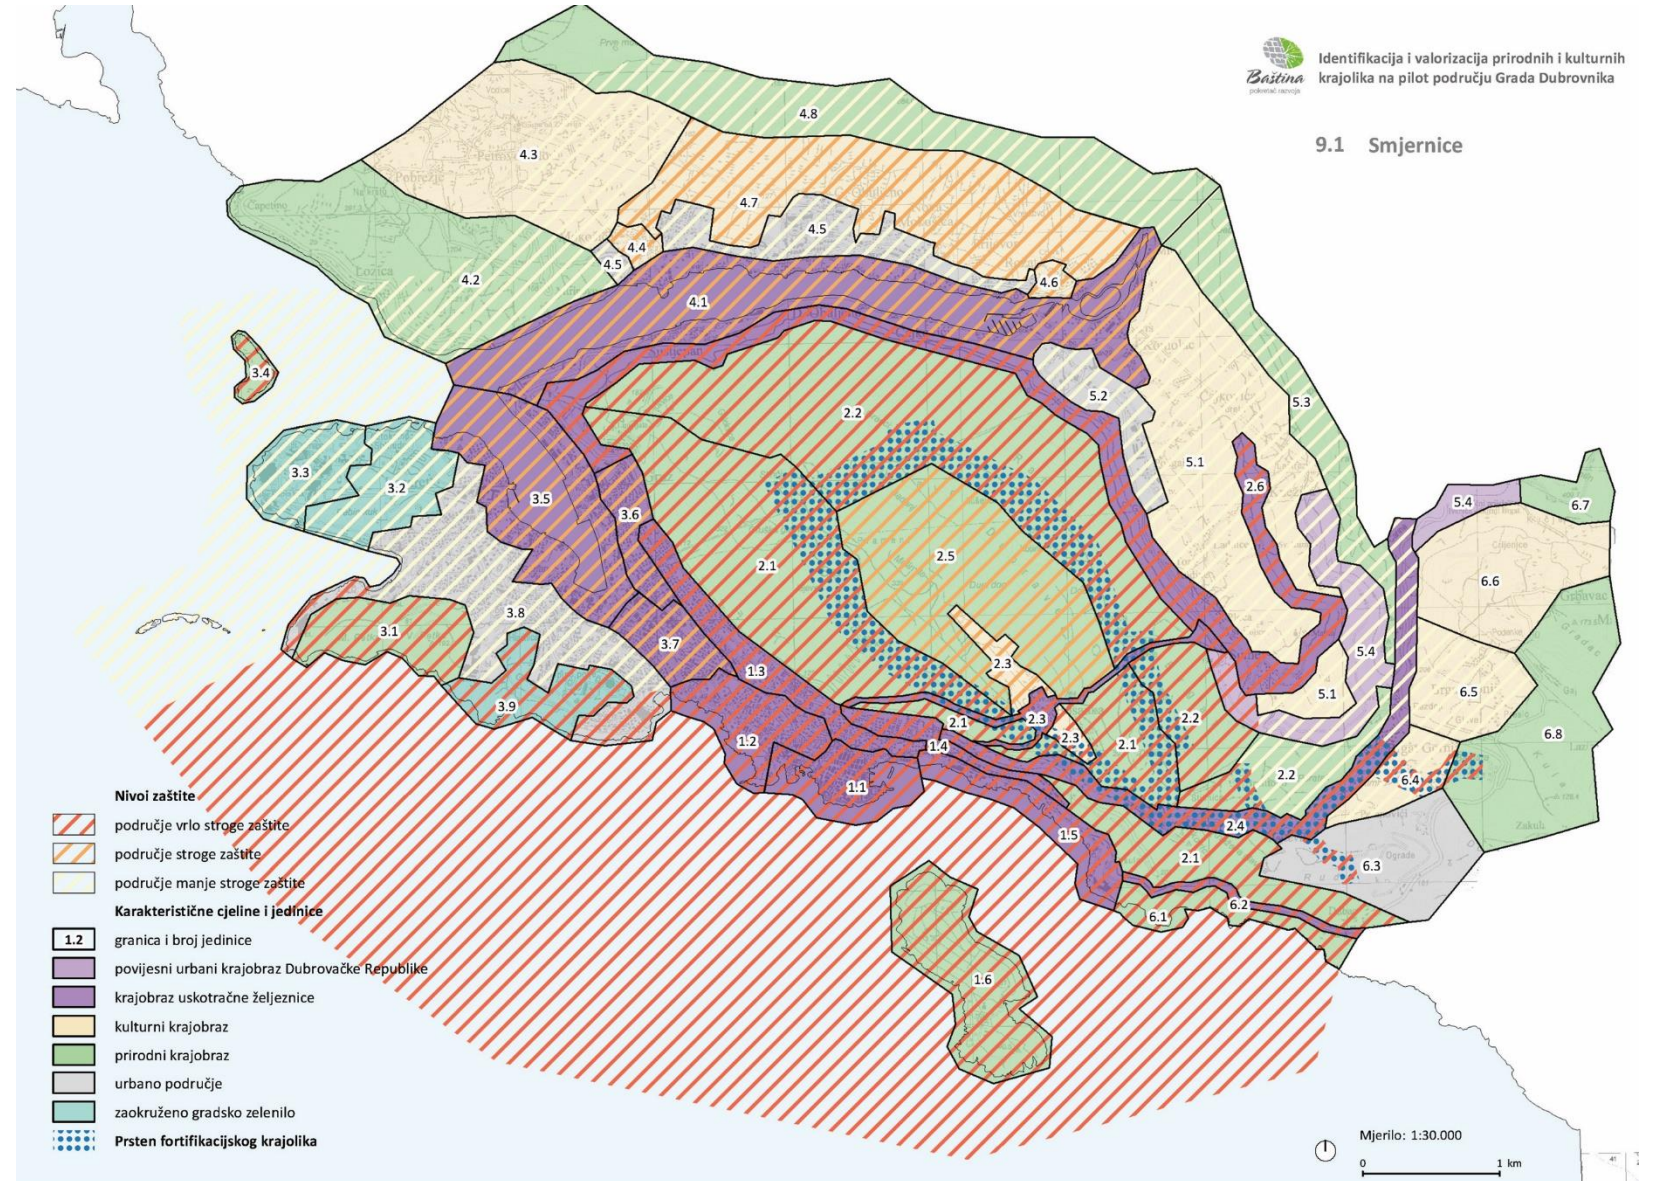 Baština
pokretač razvoja
Identifikacija i valorizacija prirodnih i kulturnih
krajolika na pilot području Grada Dubrovnika
9.1 Smjernice
4.8
4.3
4.7
4.5
4.4
4.5
4.6
4.2
4.1
3.4
5.2
5.3
2.2
5.1
3.3
3.2
3.5
3.6
2.6
5.4
6.7
2.5
2.1
6.6
3.8
3.1
3.7
1.3
2.3
5.4
5.1
6.5
3.9
2.1
2.3
2.3
2.1
2.2
6.8
1.2
1.4
1.1
2.2
6.4
1.5
2.4
2.1
6.3
6.1
6.2
1.6
Čapetino
Lozica
Zakuli
Ograda
Nivoi zaštite
područje vrlo stroge zaštite
područje stroge zaštite
područje manje stroge zaštite
Karakteristične cjeline i jedinice
1.2 granica i broj jedinice
povijesni urbani krajobraz Dubrovačke Republike
krajobraz uskotračne željeznice
kulturni krajobraz
prirodni krajobraz
urbano područje
zaokruženo gradsko zelenilo
Prsten fortifikacijskog krajolika
Mjerilo: 1:30.000
0 1 km
41